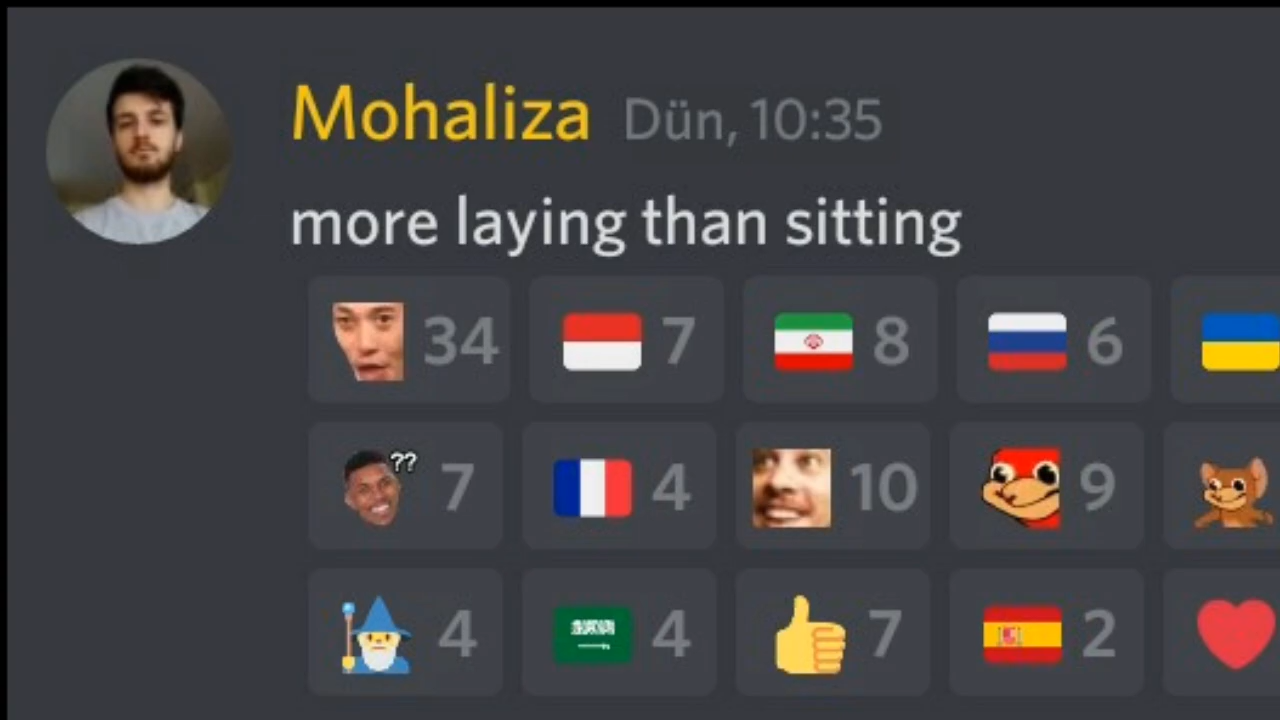 Mohaliza Dün, 10:35
more laying than sitting
34 7 8 6
?? 7 4 10 9
4 4 7 2